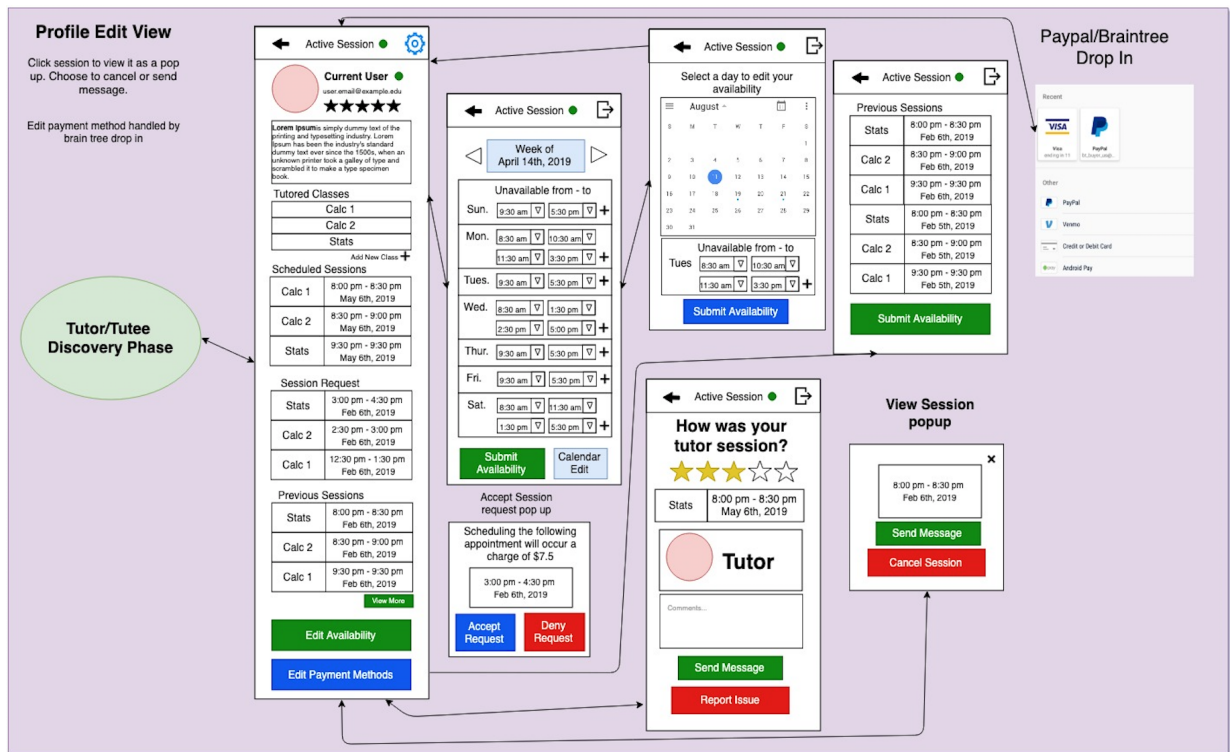 Profile Edit View
Click session to view it as a pop
up. Choose to cancel or send
message.
Edit payment method handled by
brain tree drop in
Tutor/Tutee
Discovery Phase
Active Session
Current User
user.email@example.edu
Lorem Ipsumis simply dummy text of the
printing and typesetting industry. Lorem
Ipsum has been the industry's standard
dummy text ever since the 1500s, when an
unknown printer took a galley of type and
scrambled it to make a type specimen
book.
Tutored Classes
Calc 1
Calc 2
Stats
Add New Class +
Scheduled Sessions
Calc 1 8:00 pm - 8:30 pm
May 6th, 2019
Calc 2 8:30 pm - 9:00 pm
May 6th, 2019
Stats 9:30 pm - 9:30 pm
May 6th, 2019
Session Request
Stats 3:00 pm - 4:30 pm
Feb 6th, 2019
Calc 2 2:30 pm - 3:00 pm
Feb 6th, 2019
Calc 1 12:30 pm - 1:30 pm
Feb 6th, 2019
Previous Sessions
Stats 8:00 pm - 8:30 pm
Feb 6th, 2019
Calc 2 8:30 pm - 9:00 pm
Feb 6th, 2019
Calc 1 9:30 pm - 9:30 pm
Feb 6th, 2019
View More
Edit Availability
Edit Payment Methods
Active Session
Week of
April 14th, 2019
Unavailable from - to
Sun. 9:30 am 5:30 pm +
Mon. 8:30 am 10:30 am
11:30 am 3:30 pm +
Tues. 9:30 am 5:30 pm +
Wed. 8:30 am 1:30 pm
2:30 pm 5:00 pm +
Thur. 9:30 am 5:30 pm +
Fri. 9:30 am 5:30 pm +
Sat. 8:30 am 11:30 am
1:30 pm 5:30 pm +
Submit
Availability
Calendar
Edit
Accept Session
request pop up
Scheduling the following
appointment will occur a
charge of $7.5
3:00 pm - 4:30 pm
Feb 6th, 2019
Accept
Request
Deny
Request
Active Session
Select a day to edit your
availability
August
S M T W T F S
1
2 3 4 5 6 7 8
9 10 11 12 13 14 15
16 17 18 19 20 21 22
23 24 25 26 27 28 29
30 31
Unavailable from - to
Tues 8:30 am 10:30 am
11:30 am 3:30 pm +
Submit Availability
Active Session
How was your
tutor session?
Stats 8:00 pm - 8:30 pm
May 6th, 2019
Tutor
Comments...
Send Message
Report Issue
Active Session
Previous Sessions
Stats 8:00 pm - 8:30 pm
Feb 6th, 2019
Calc 2 8:30 pm - 9:00 pm
Feb 6th, 2019
Calc 1 9:30 pm - 9:30 pm
Feb 6th, 2019
Stats 8:00 pm - 8:30 pm
Feb 5th, 2019
Calc 2 8:30 pm - 9:00 pm
Feb 5th, 2019
Calc 1 9:30 pm - 9:30 pm
Feb 5th, 2019
Submit Availability
View Session
popup
×
8:00 pm - 8:30 pm
Feb 6th, 2019
Send Message
Cancel Session
Paypal/Braintree
Drop In
Recent
VISA
Visa
PayPal
Other
PayPal
Venmo
Credit or Debit Card
Android Pay